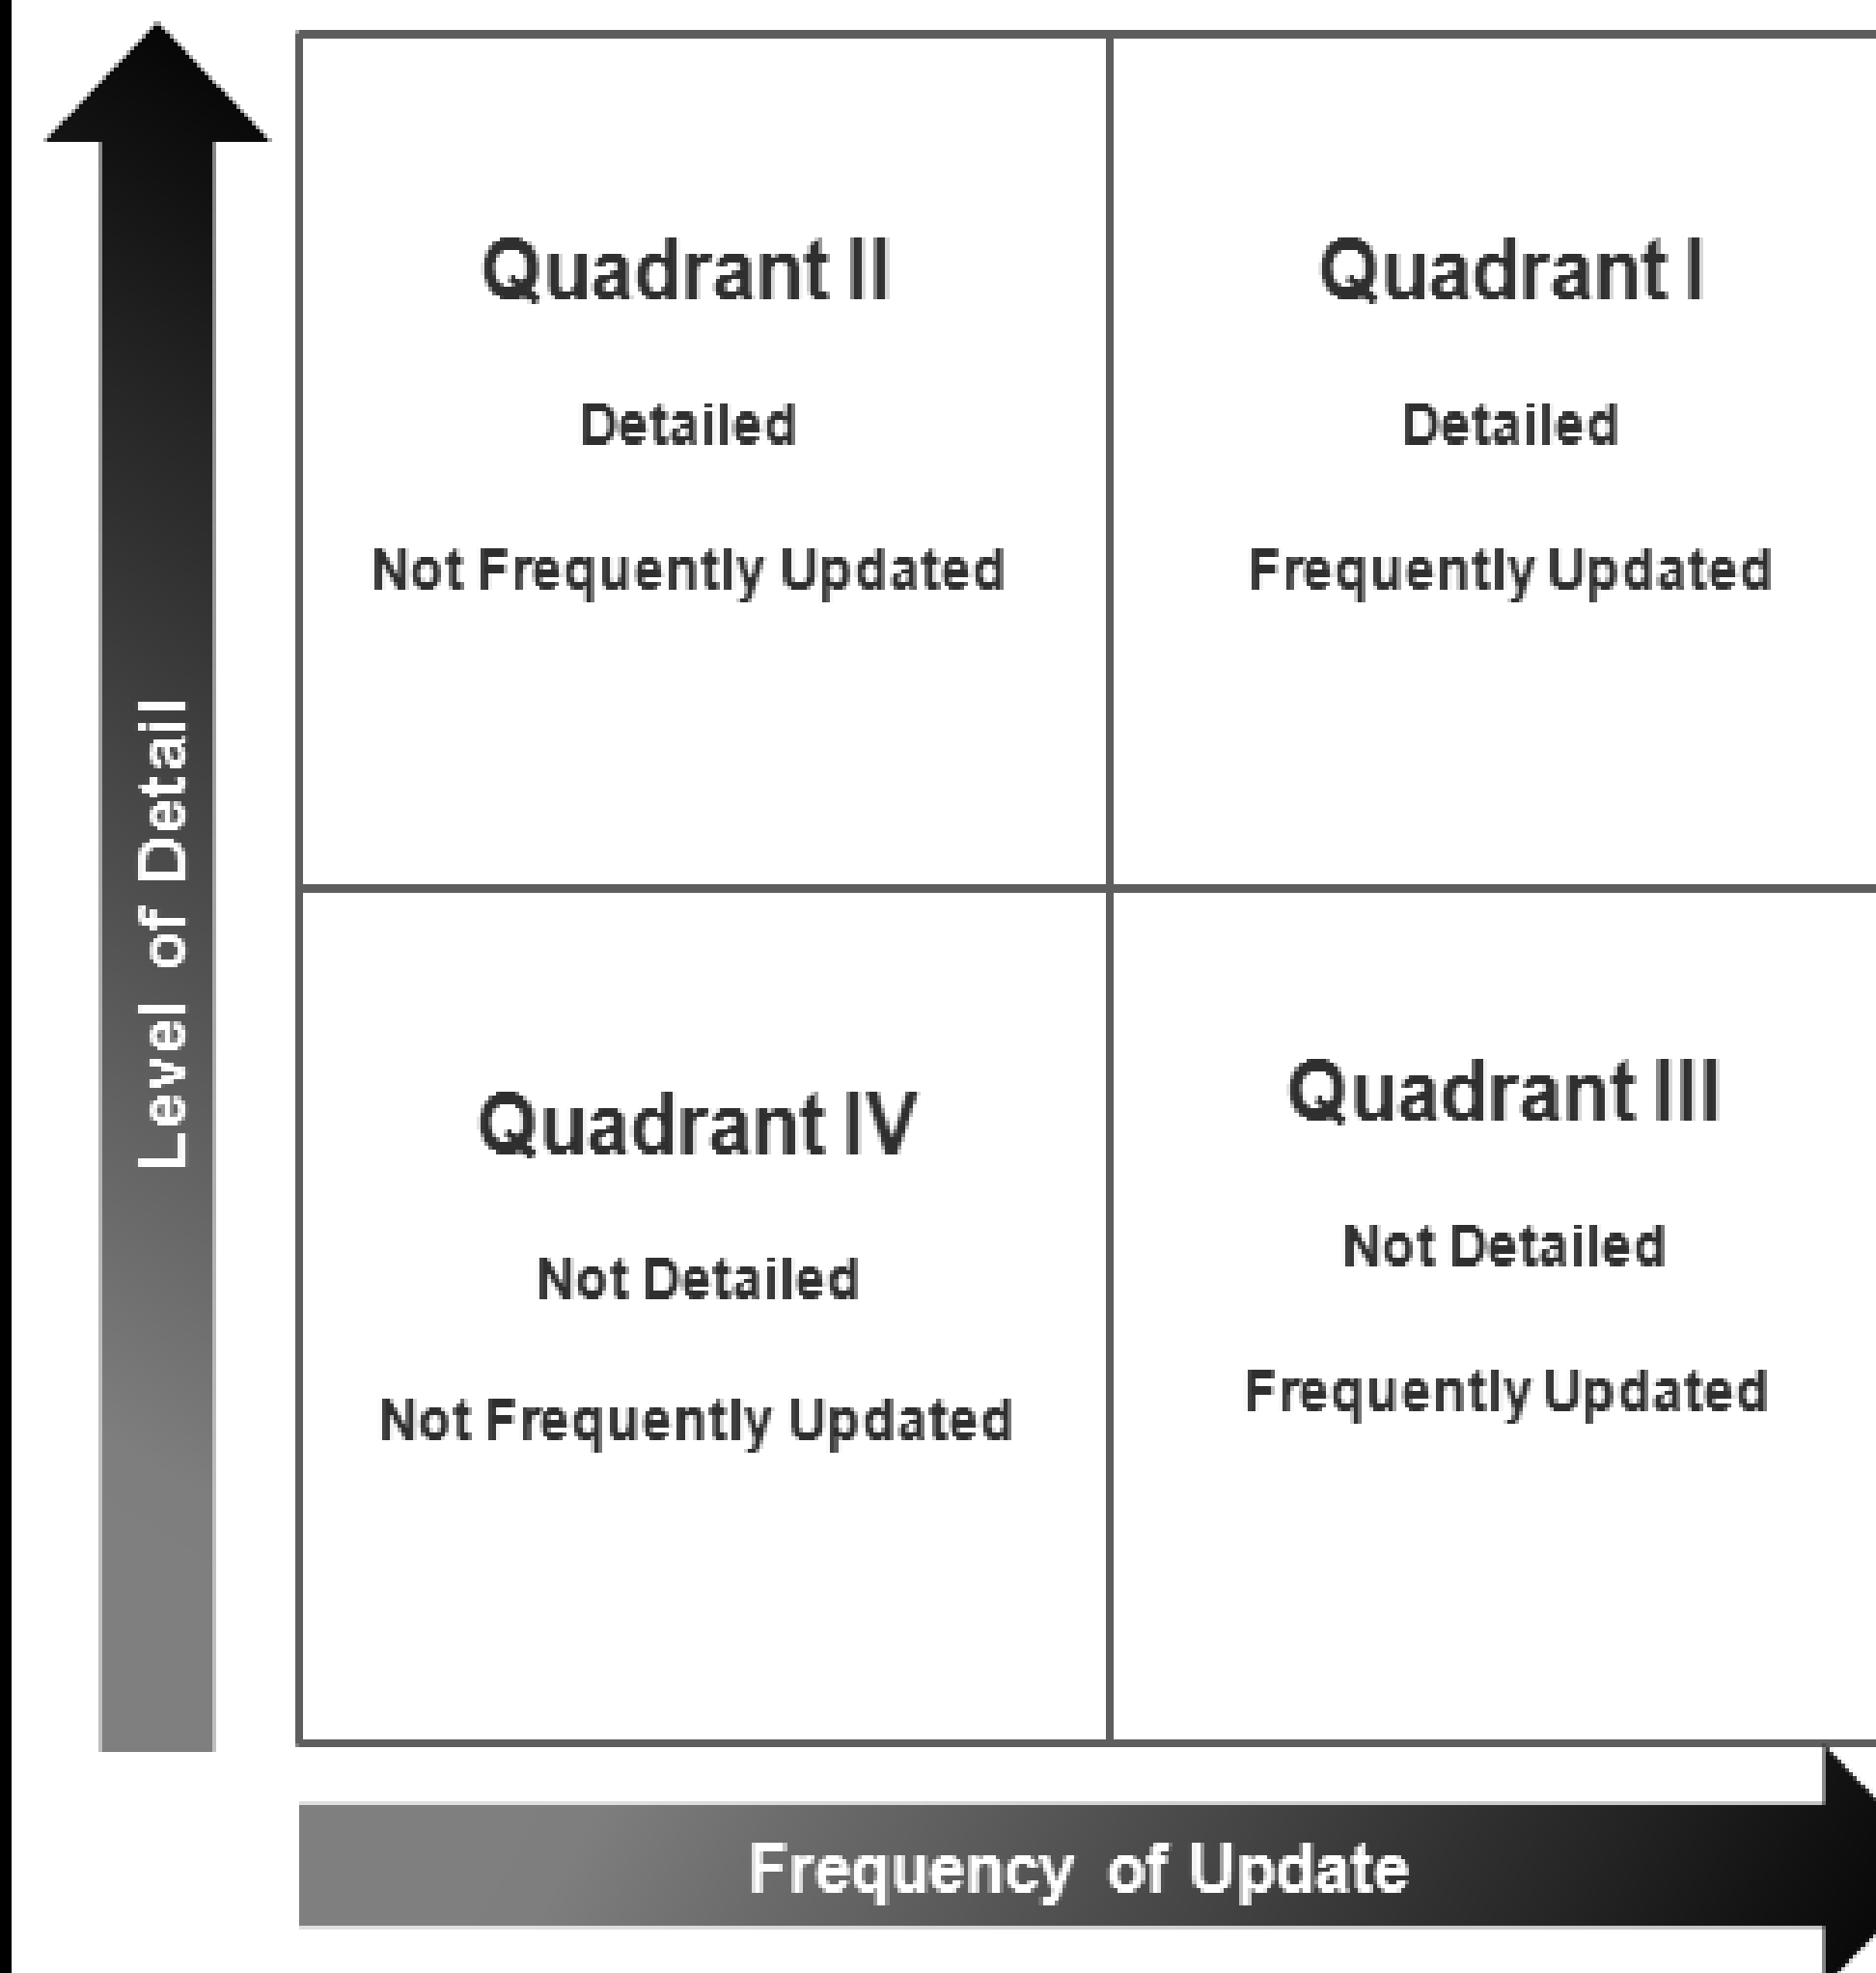 Quadrant II
Detailed
Not Frequently Updated
Quadrant I
Detailed
Frequently Updated
Level of Detail
Quadrant IV
Not Detailed
Not Frequently Updated
Quadrant III
Not Detailed
Frequently Updated
Frequency of Update